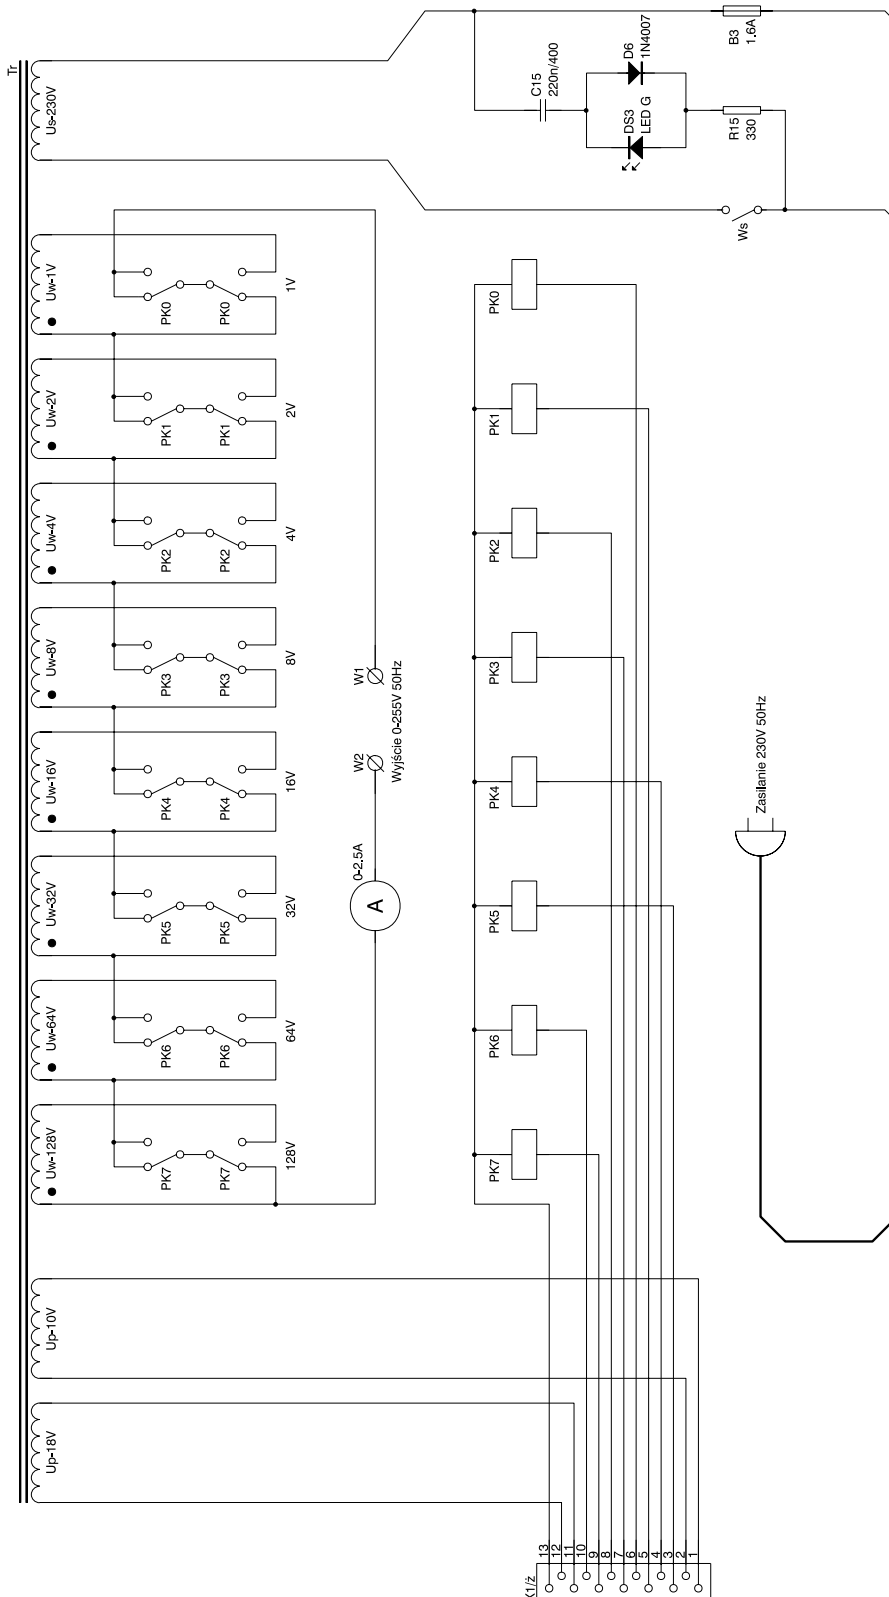 Tr
Us-230V
Uw-1V
Uw-2V
Uw-4V
Uw-8V
Uw-16V
Uw-32V
Uw-64V
Uw-128V
Up-10V
Up-18V
PK0
PK0
1V
PK1
PK1
2V
PK2
PK2
4V
PK3
PK3
8V
PK4
PK4
16V
PK5
PK5
32V
PK6
PK6
64V
PK7
PK7
128V
W1
W2
Wyjście 0-255V 50Hz
0-2.5A
A
PK0
PK1
PK2
PK3
PK4
PK5
PK6
PK7
C15
220n/400
D6
1N4007
DS3
LED G
B3
1.6A
R15
330
Ws
Zasilanie 230V 50Hz
13
12
11
10
9
8
7
6
5
4
3
2
1
K1/ż